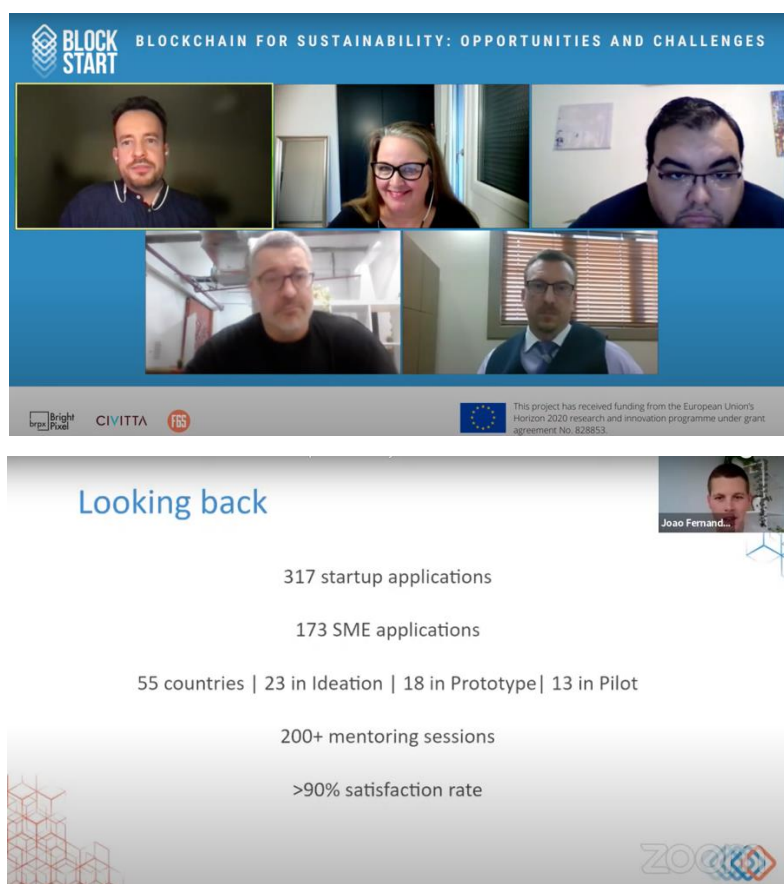 BLOCK
START
BLOCKCHAIN FOR SUSTAINABILITY: OPPORTUNITIES AND CHALLENGES
brpx Bright
Pixel
CIVITTA
FGS
This project has received funding from the European Union's
Horizon 2020 research and innovation programme under grant
agreement No. 828853.
Looking back
Joao Fernand...
317 startup applications
173 SME applications
55 countries | 23 in Ideation | 18 in Prototype| 13 in Pilot
200+ mentoring sessions
>90% satisfaction rate
zoom